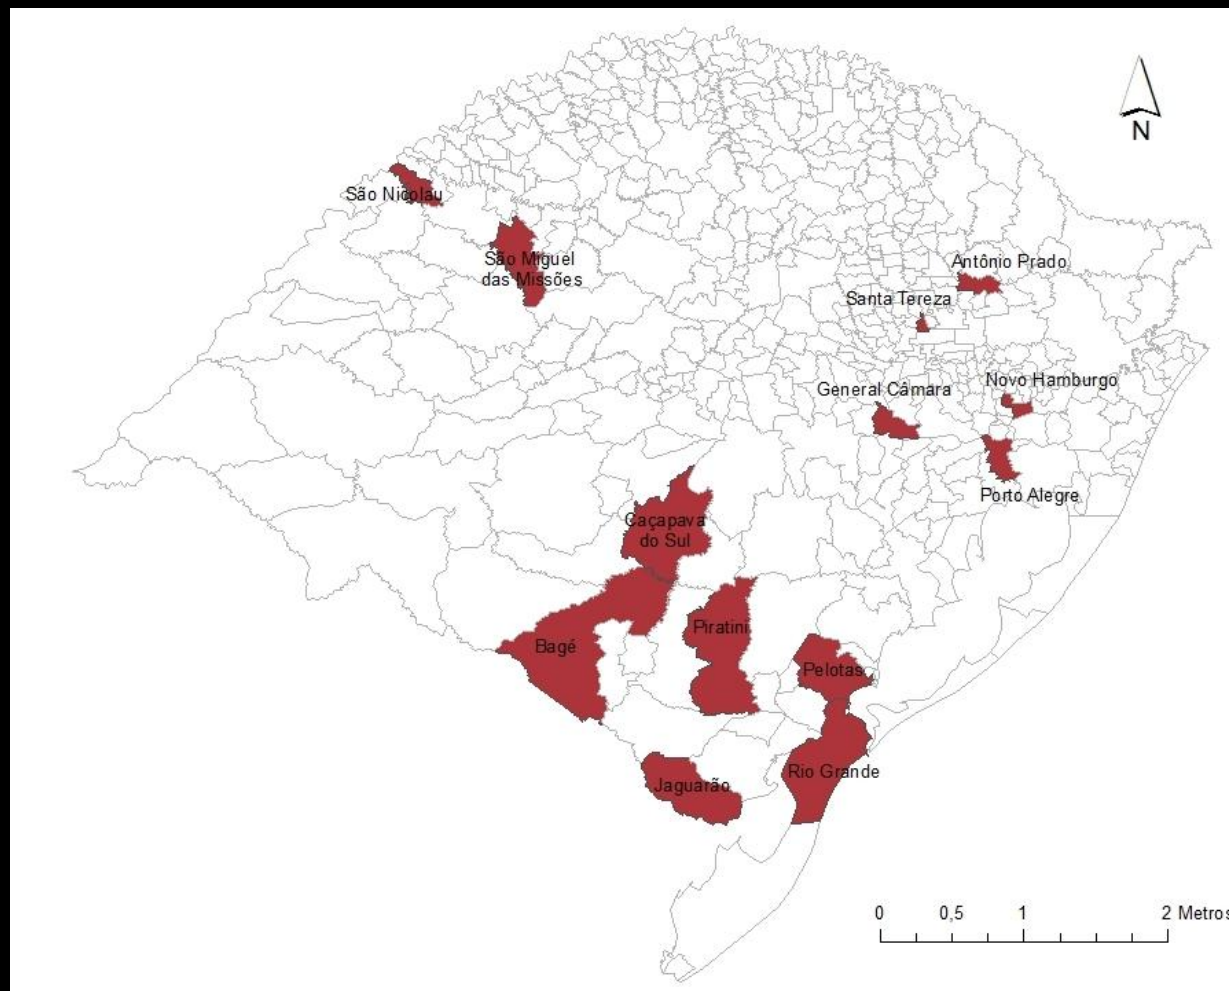 N
São Nicolau
São Miguel
das Missões
Antônio Prado
Santa Tereza
General Câmara
Novo Hamburgo
Porto Alegre
Caçapava
do Sul
Bagé
Piratini
Pelotas
Rio Grande
Jaguarão
0 0,5 1 2 Metros